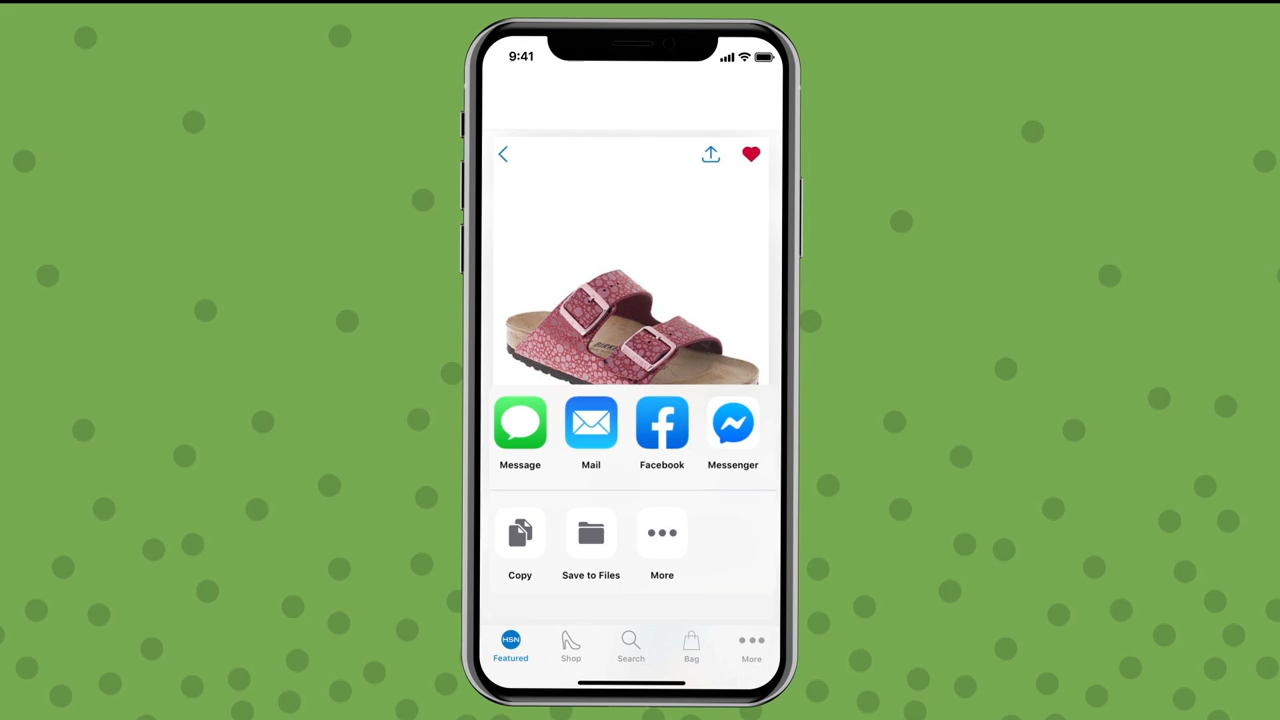 9:41
Message Mail Facebook Messenger
Copy Save to Files More
HSN
Featured Shop Search Bag More